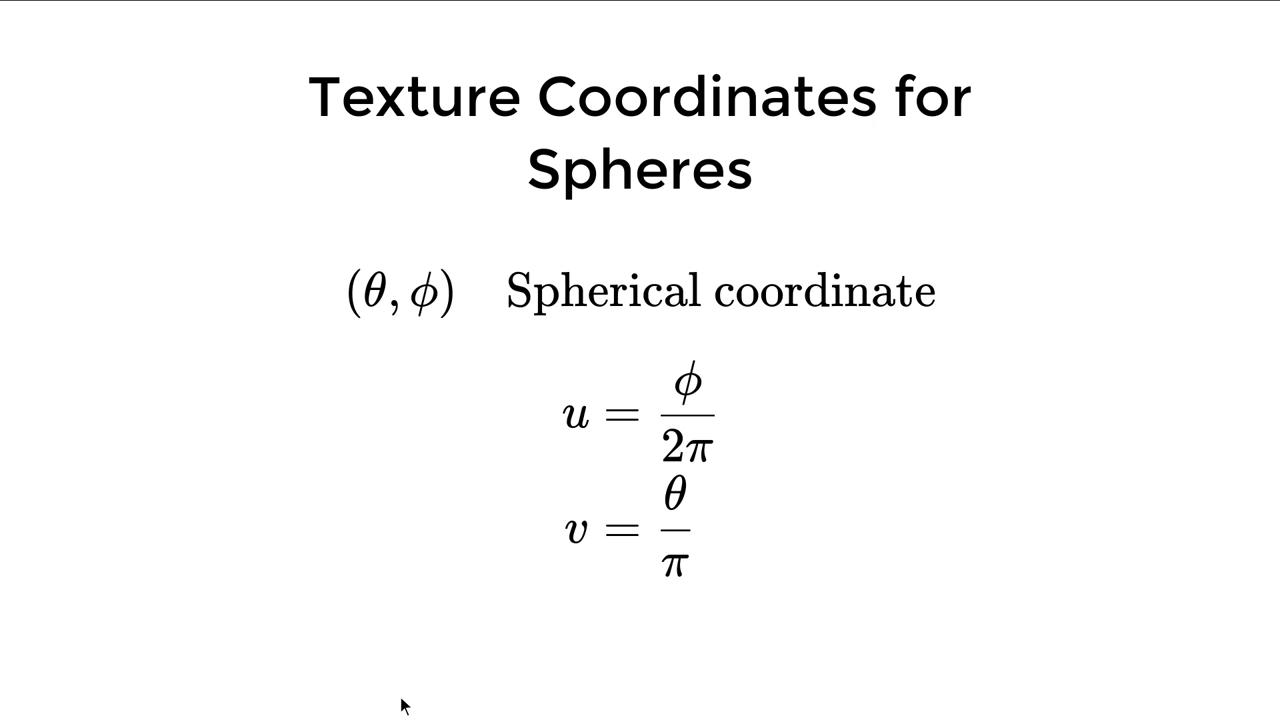 Texture Coordinates for
Spheres
(θ, ϕ) Spherical coordinate
u = ϕ/2π
v = θ/π